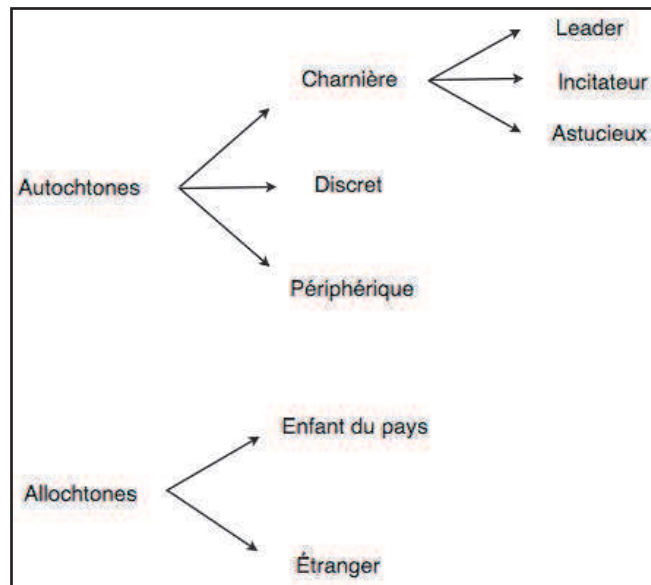 Leader
Charnière
Incitateur
Astucieux
Autochtones
Discret
Périphérique
Enfant du pays
Allochtones
Étranger